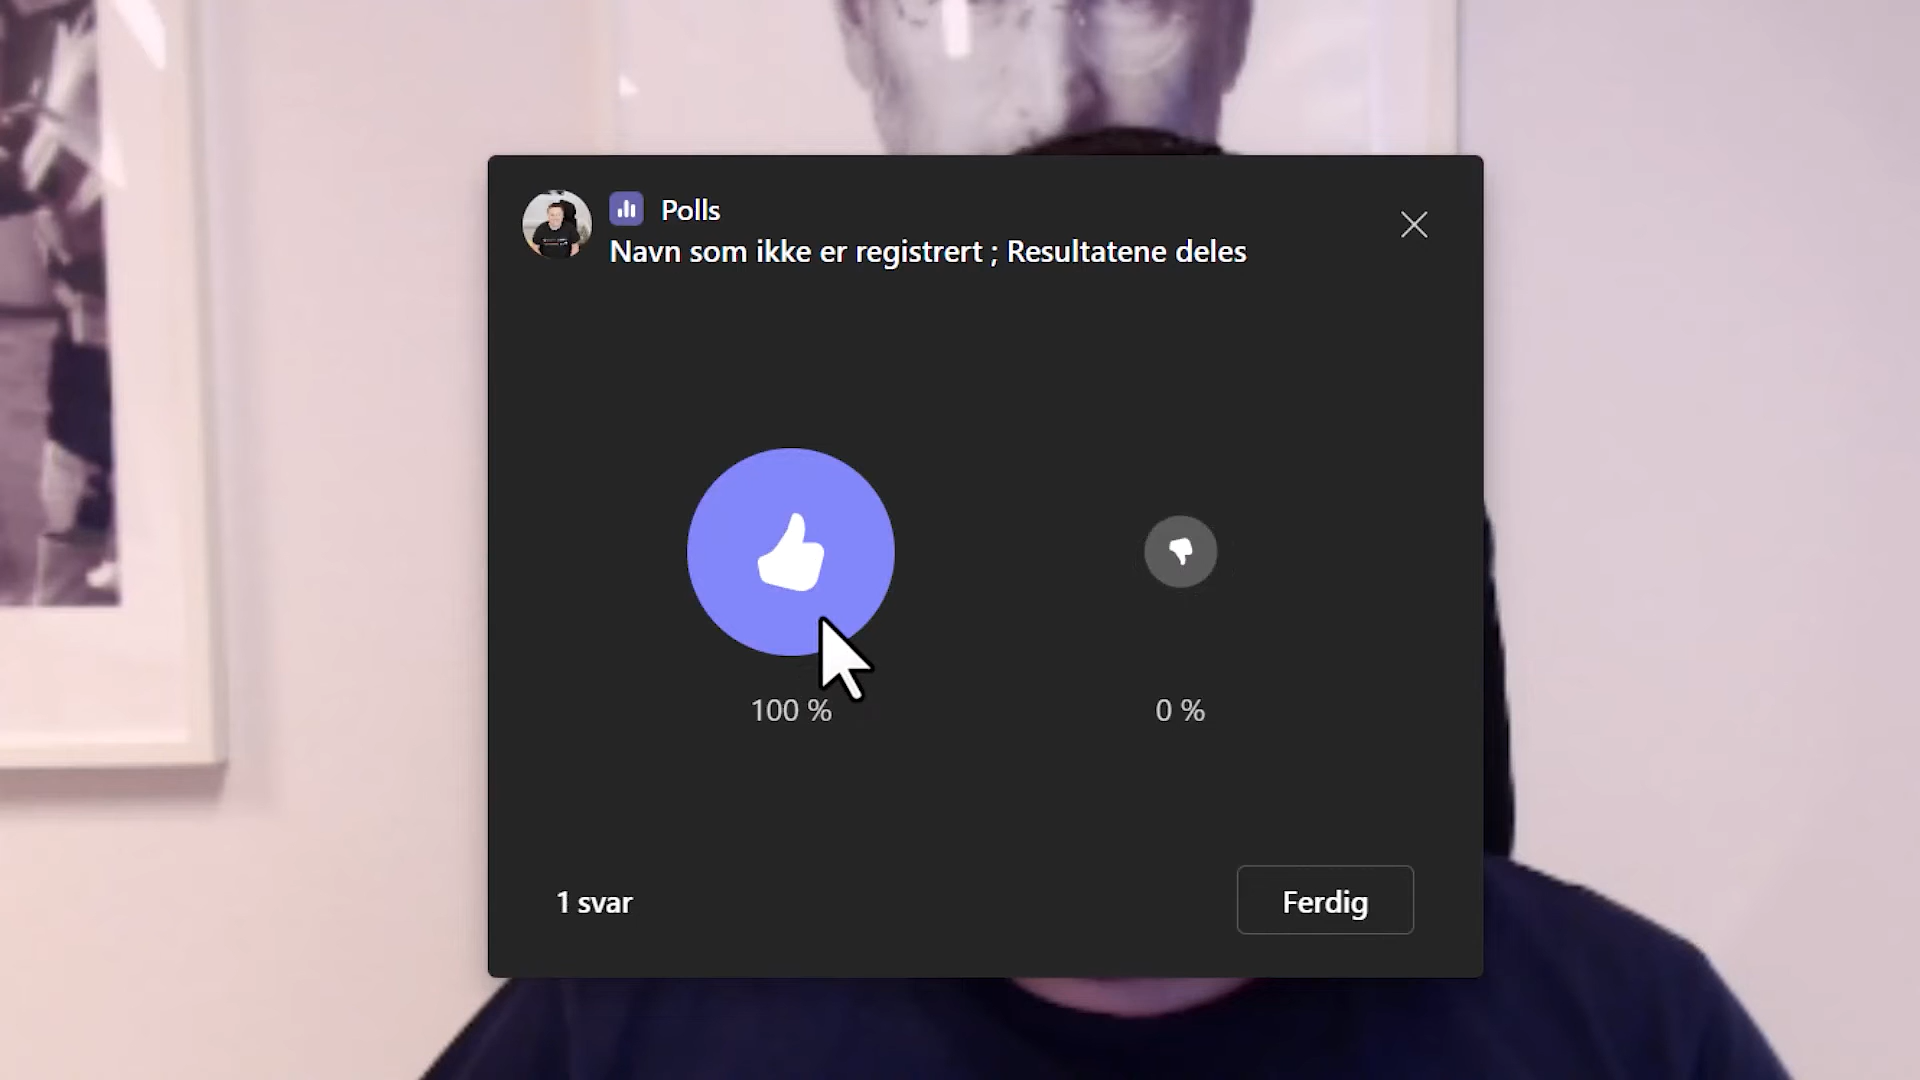 Polls
Navn som ikke er registrert ; Resultatene deles
100 %
0 %
1 svar
Ferdig